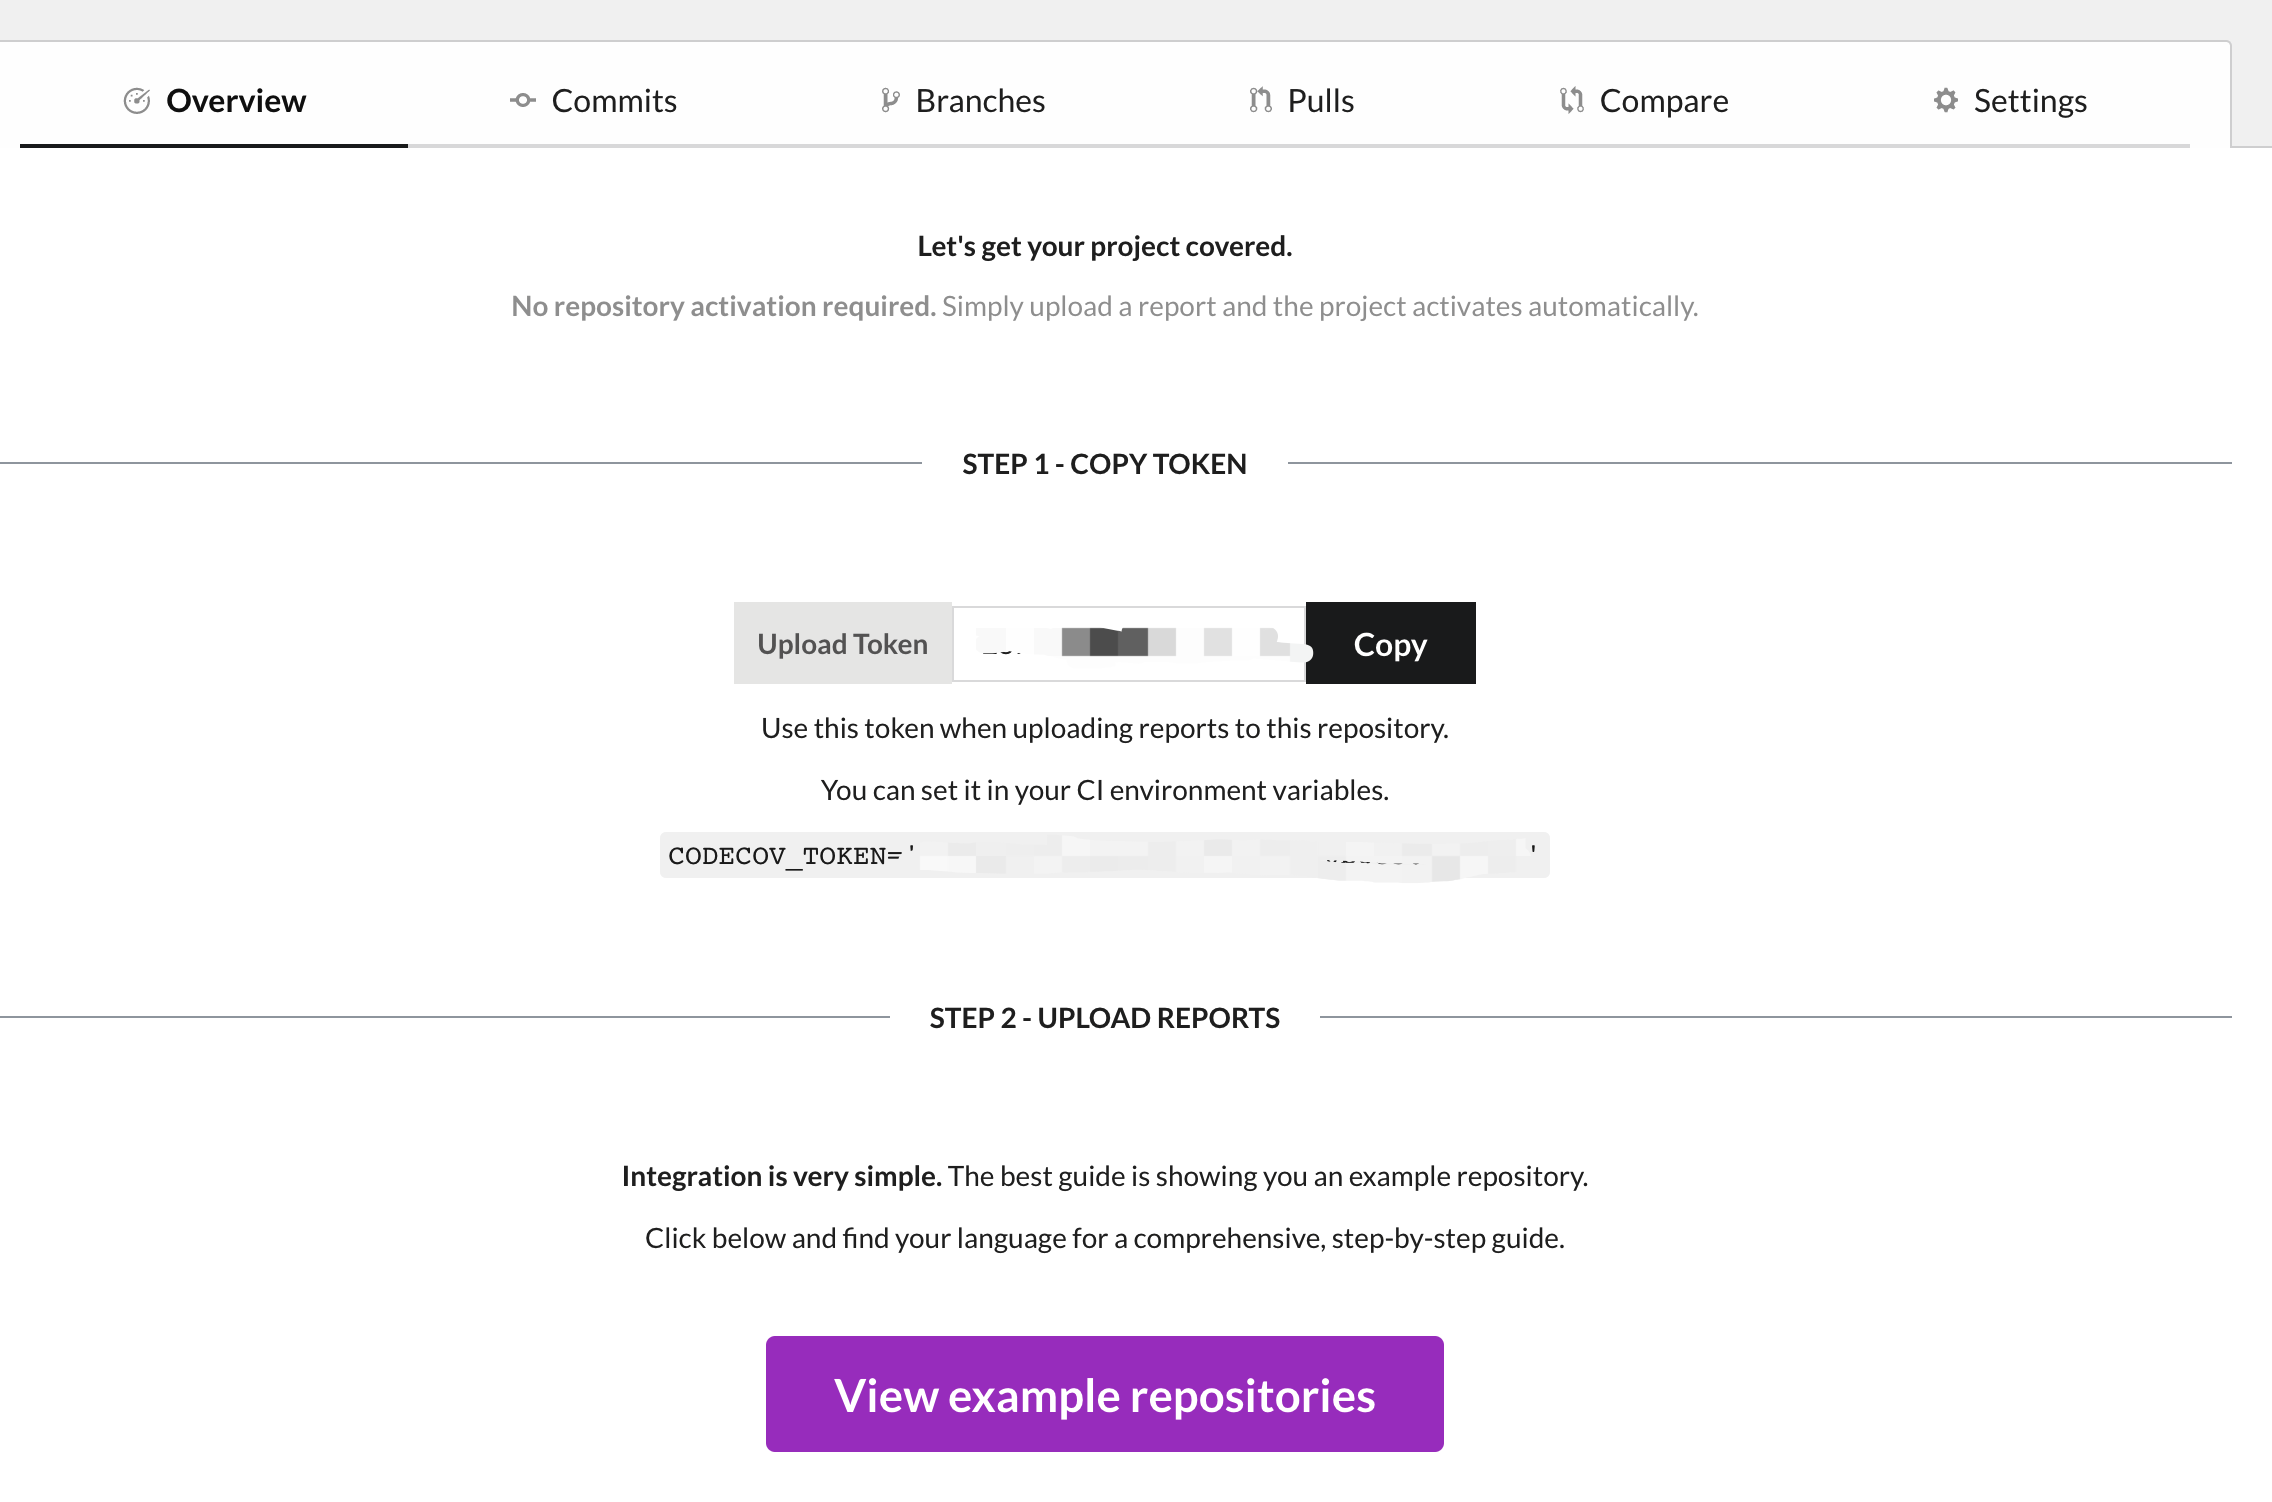 Overview Commits Branches Pulls Compare Settings
Let's get your project covered.
No repository activation required. Simply upload a report and the project activates automatically.
STEP 1 - COPY TOKEN
Upload Token Copy
Use this token when uploading reports to this repository.
You can set it in your CI environment variables.
CODECOV_TOKEN=' '
STEP 2 - UPLOAD REPORTS
Integration is very simple. The best guide is showing you an example repository.
Click below and find your language for a comprehensive, step-by-step guide.
View example repositories